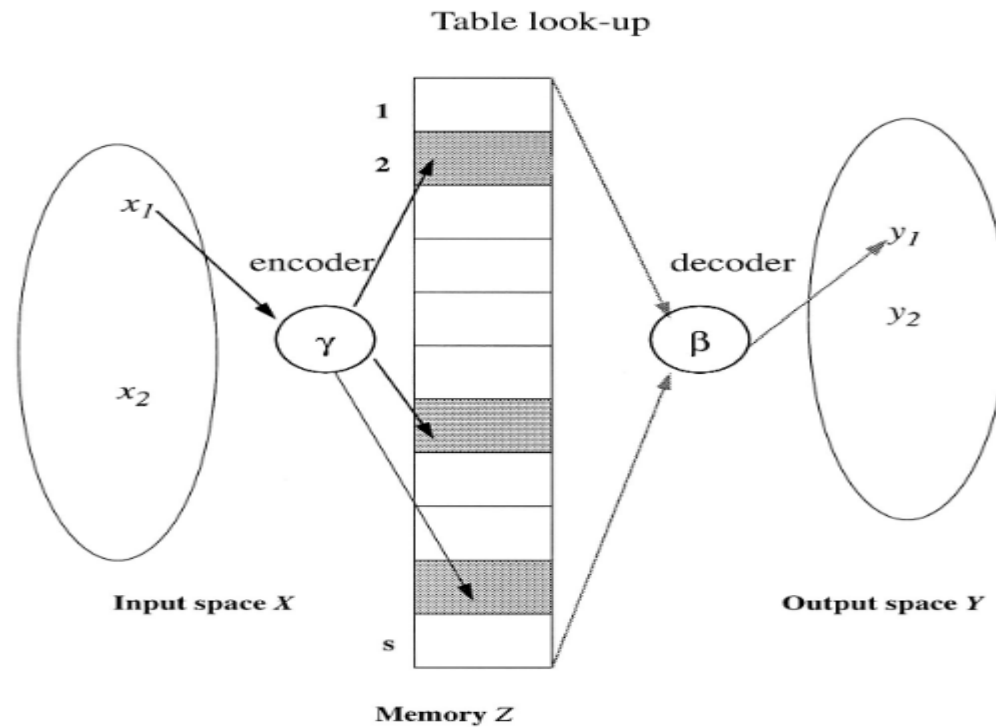 Table look-up
1
2
x1
encoder
decoder
y1
γ
β
y2
x2
Input space X
Output space Y
s
Memory Z